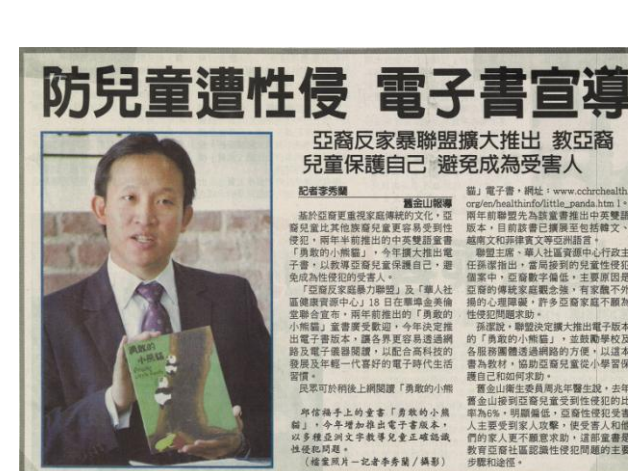 防兒童遭性侵 電子書宣導
亞裔反家暴聯盟擴大推出 教亞裔
兒童保護自己 避免成為受害人
記者李秀蘭
舊金山報導
基於亞裔更重視家庭傳統的文化，亞
裔兒童比其他族裔兒童更容易受到性
侵犯，兩年半前推出的中英雙語童書
「勇敢的小熊貓」，今年擴大推出電
子書，以教導亞裔兒童保護自己，避
免成為性侵犯的受害人。
「亞裔反家庭暴力聯盟」及「華人社
區健康資源中心」18 日在華埠金美倫
堂聯合宣布，兩年前推出的「勇敢的
小熊貓」童書廣受歡迎，今年決定推
出電子書版本，讓各界更容易透過網
路及電子儀器閱讀，以配合高科技的
發展及年輕一代喜好的電子時代生活
習慣。
民眾可於稍後上網閱讀「勇敢的小熊
貓」電子書，網址：www.cchrchealth.
org/en/healthinfo/little_panda.htm l。
兩年前聯盟先為該童書推出中英雙語
版本，目前該書已擴展至包括韓文、
越南文和菲律賓文等亞洲語言。
聯盟主席、華人社區資源中心行政主
任孫潔指出，當局接到的兒童性侵犯
個案中，亞裔數字偏低，主要原因是
亞裔的傳統家庭觀念強，有家醜不外
揚的心理障礙，許多亞裔家庭不願為
性侵犯問題求助。
孫潔說，聯盟決定擴大推出電子版本
的「勇敢的小熊貓」，並鼓勵學校及
各服務團體透過網路的方便，以這本
書為教材，協助亞裔兒童從小學習保
護自己和如何求助。
舊金山衛生委員周兆年醫生說，去年
舊金山接到亞裔兒童受到性侵犯的比
率為6%，明顯偏低，亞裔性侵犯受害
人主要受到家人攻擊，使受害人和他
們的家人更不願意求助，這部童書是
教育亞裔社區認識性侵犯問題的主要
步驟和途徑。
勇敢的
小熊貓
邱信福手上的童書「勇敢的小熊
貓」，今年增加推出電子書版本，
以多種亞洲文字教導兒童正確認識
性侵犯問題。
（檔案照片－記者李秀蘭／攝影）